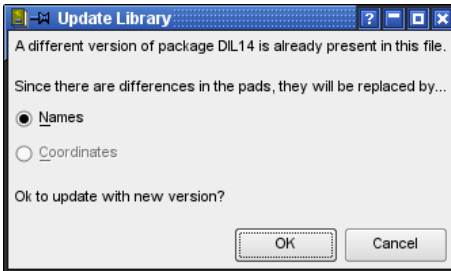 Update Library
A different version of package DIL14 is already present in this file.
Since there are differences in the pads, they will be replaced by...
Names
Coordinates
Ok to update with new version?
OK Cancel